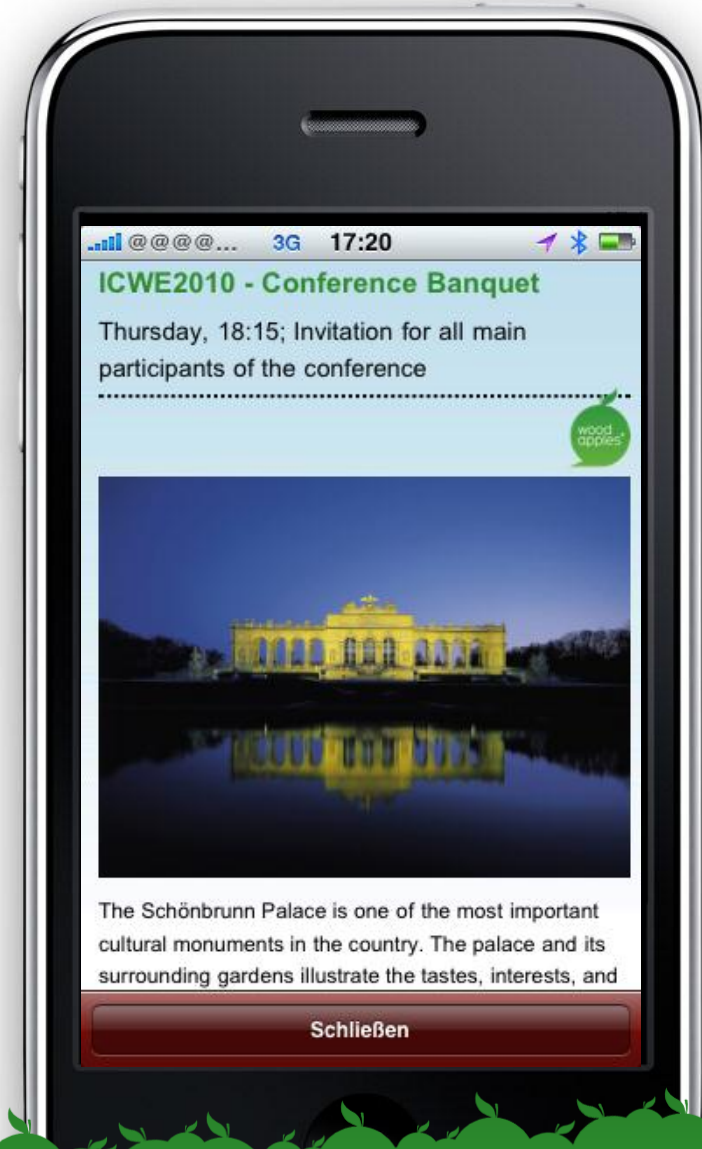 @@@@... 3G 17:20
ICWE2010 - Conference Banquet
Thursday, 18:15; Invitation for all main
participants of the conference
wood
apples
The Schönbrunn Palace is one of the most important
cultural monuments in the country. The palace and its
surrounding gardens illustrate the tastes, interests, and
Schließen